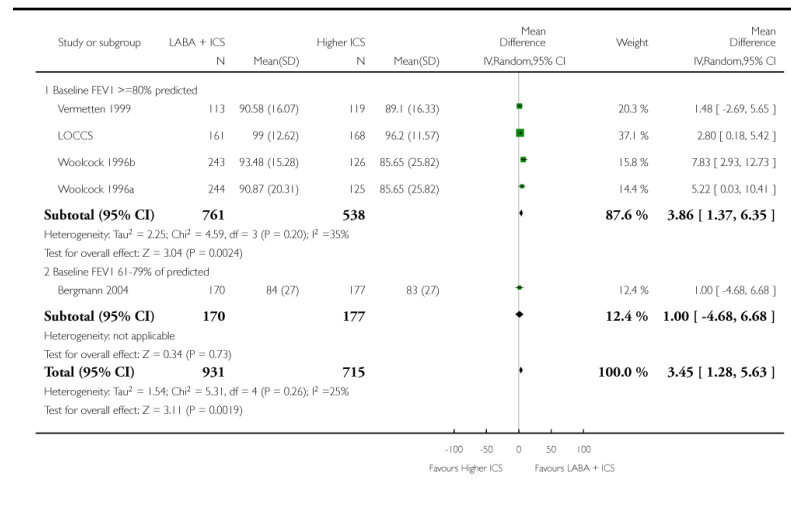 Study or subgroup LABA + ICS Higher ICS Mean Difference Weight Mean Difference
N Mean(SD) N Mean(SD) IV,Random,95% CI IV,Random,95% CI
1 Baseline FEV1 >=80% predicted
Vermetten 1999 113 90.58 (16.07) 119 89.1 (16.33) 20.3 % 1.48 [ -2.69, 5.65 ]
LOCCS 161 99 (12.62) 168 96.2 (11.57) 37.1 % 2.80 [ 0.18, 5.42 ]
Woolcock 1996b 243 93.48 (15.28) 126 85.65 (25.82) 15.8 % 7.83 [ 2.93, 12.73 ]
Woolcock 1996a 244 90.87 (20.31) 125 85.65 (25.82) 14.4 % 5.22 [ 0.03, 10.41 ]
Subtotal (95% CI) 761 538 87.6 % 3.86 [ 1.37, 6.35 ]
Heterogeneity: Tau² = 2.25; Chi² = 4.59, df = 3 (P = 0.20); I² =35%
Test for overall effect: Z = 3.04 (P = 0.0024)
2 Baseline FEV1 61-79% of predicted
Bergmann 2004 170 84 (27) 177 83 (27) 12.4 % 1.00 [ -4.68, 6.68 ]
Subtotal (95% CI) 170 177 12.4 % 1.00 [ -4.68, 6.68 ]
Heterogeneity: not applicable
Test for overall effect: Z = 0.34 (P = 0.73)
Total (95% CI) 931 715 100.0 % 3.45 [ 1.28, 5.63 ]
Heterogeneity: Tau² = 1.54; Chi² = 5.31, df = 4 (P = 0.26); I² =25%
Test for overall effect: Z = 3.11 (P = 0.0019)
-100 -50 0 50 100
Favours Higher ICS Favours LABA + ICS